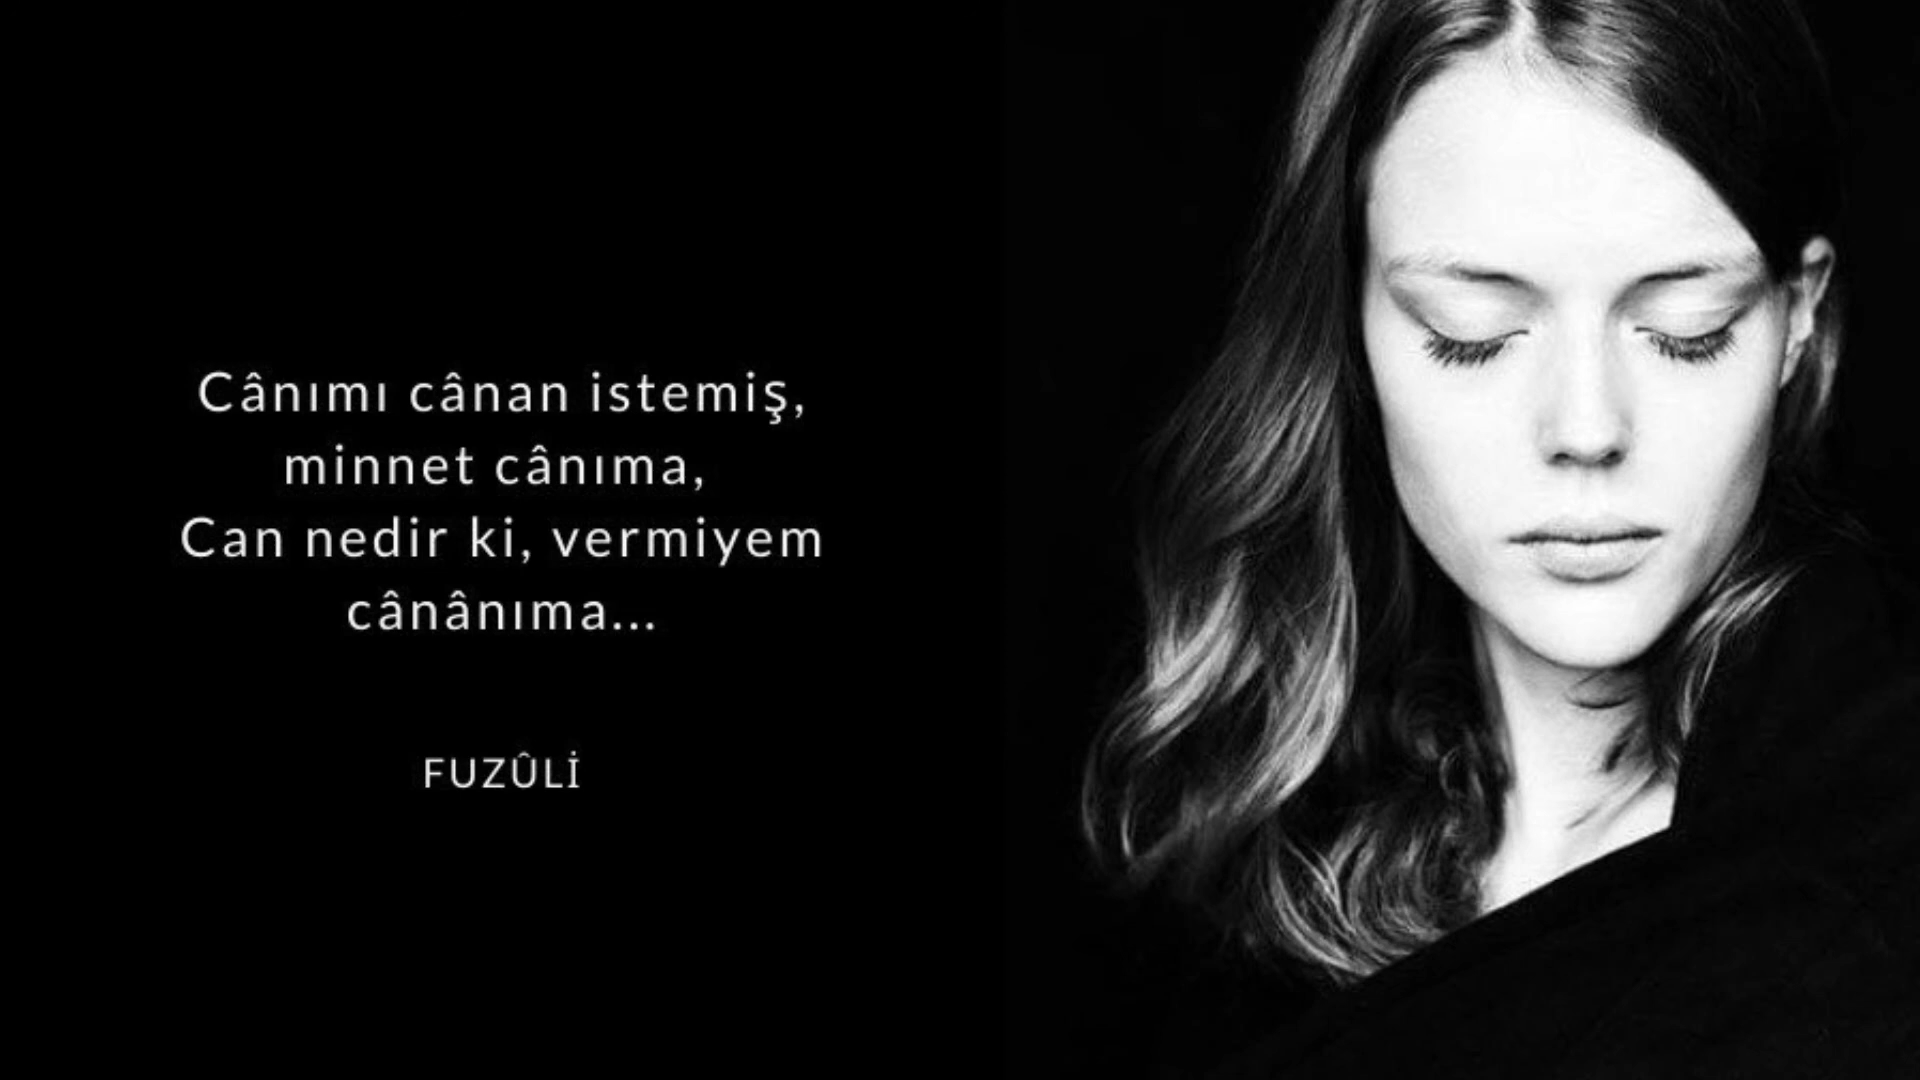 Cânımı cânan istemiş,
minnet cânıma,
Can nedir ki, vermiyem
cânânıma...
FUZÛLİ